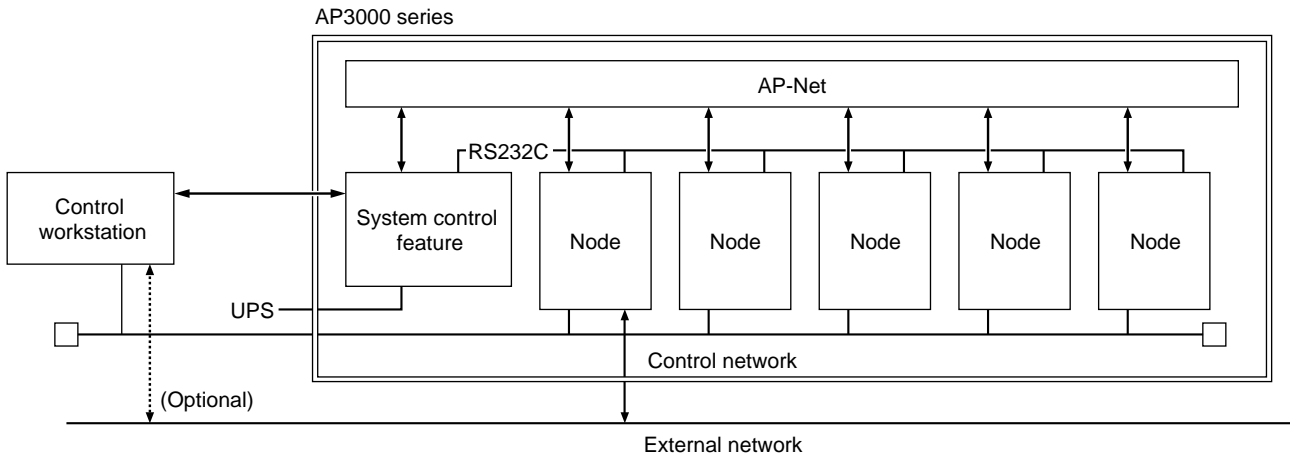 AP3000 series
AP-Net
RS232C
Control
workstation
System control
feature
Node
Node
Node
Node
Node
UPS
Control network
(Optional)
External network